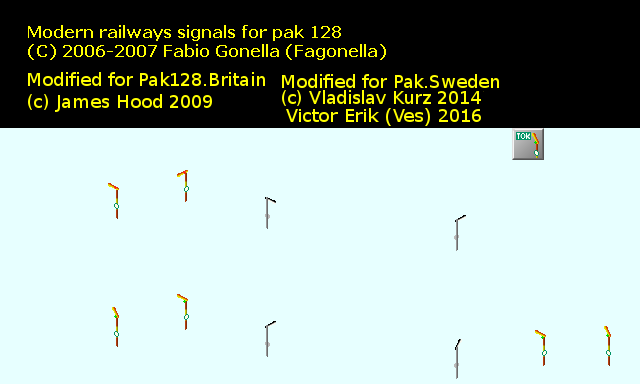 Modern railways signals for pak 128
(C) 2006-2007 Fabio Gonella (Fagonella)
Modified for Pak128.Britain
(c) James Hood 2009
Modified for Pak.Sweden
(c) Vladislav Kurz 2014
Victor Erik (Ves) 2016
TOK